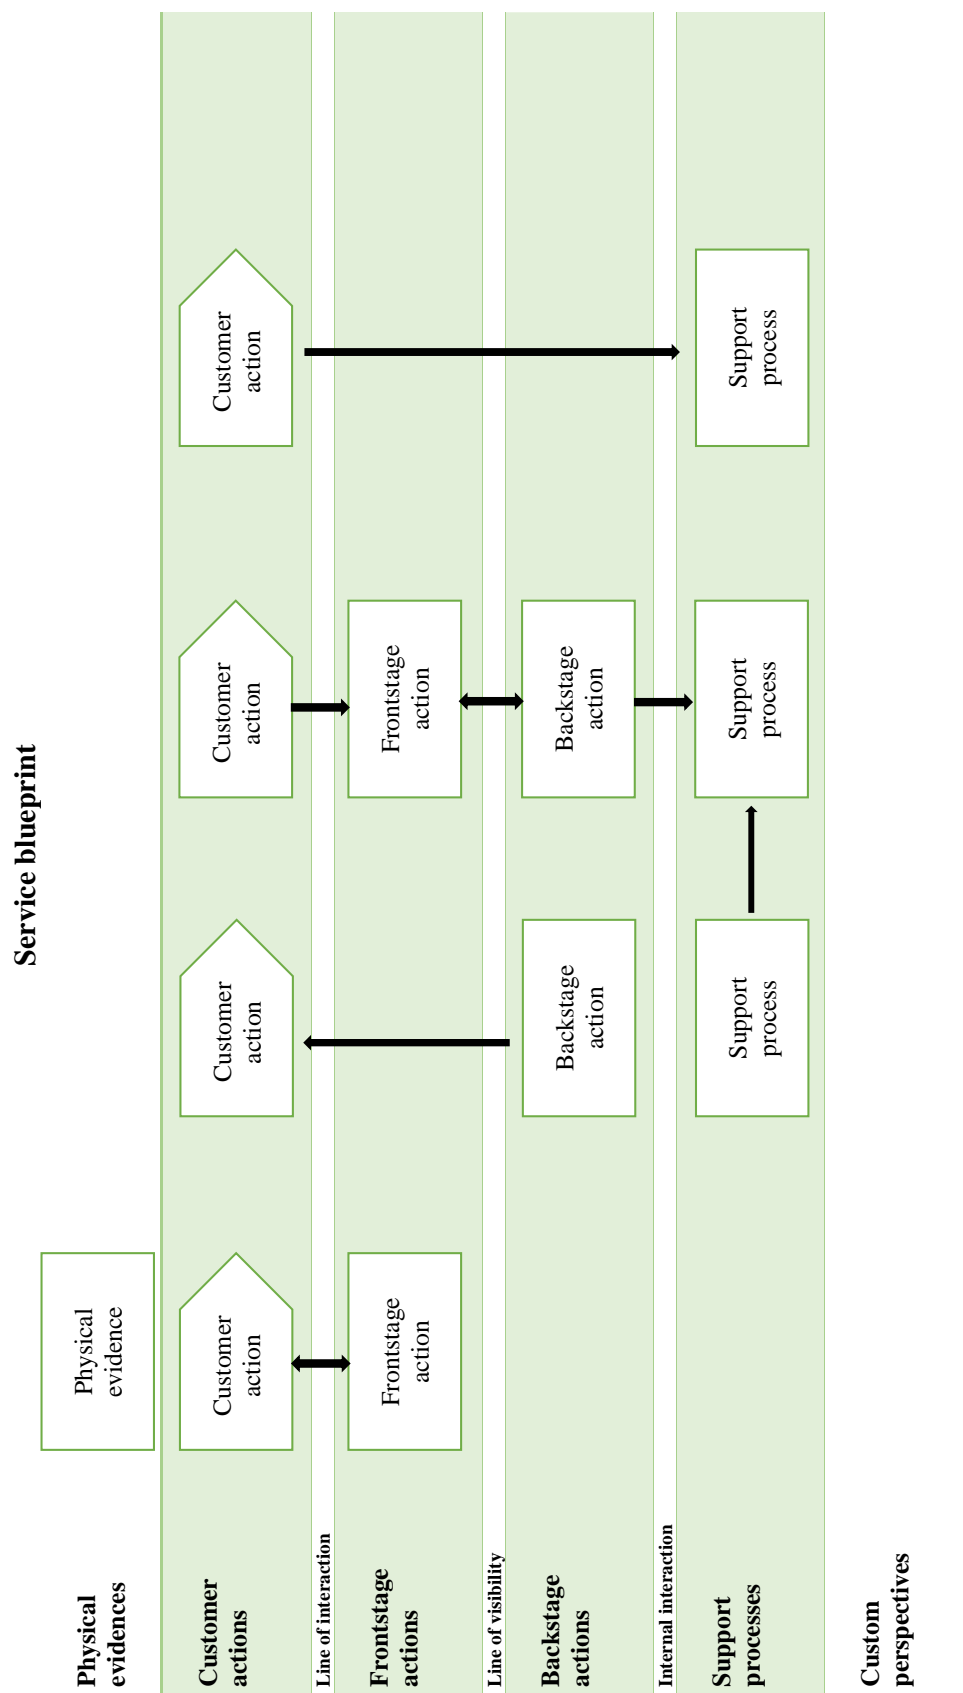 Service blueprint
Physical
evidences
Physical
evidence
Customer
actions
Customer
action
Customer
action
Customer
action
Customer
action
Line of interaction
Frontstage
actions
Frontstage
action
Frontstage
action
Line of visibility
Backstage
actions
Backstage
action
Backstage
action
Internal interaction
Support
processes
Support
process
Support
process
Support
process
Custom
perspectives